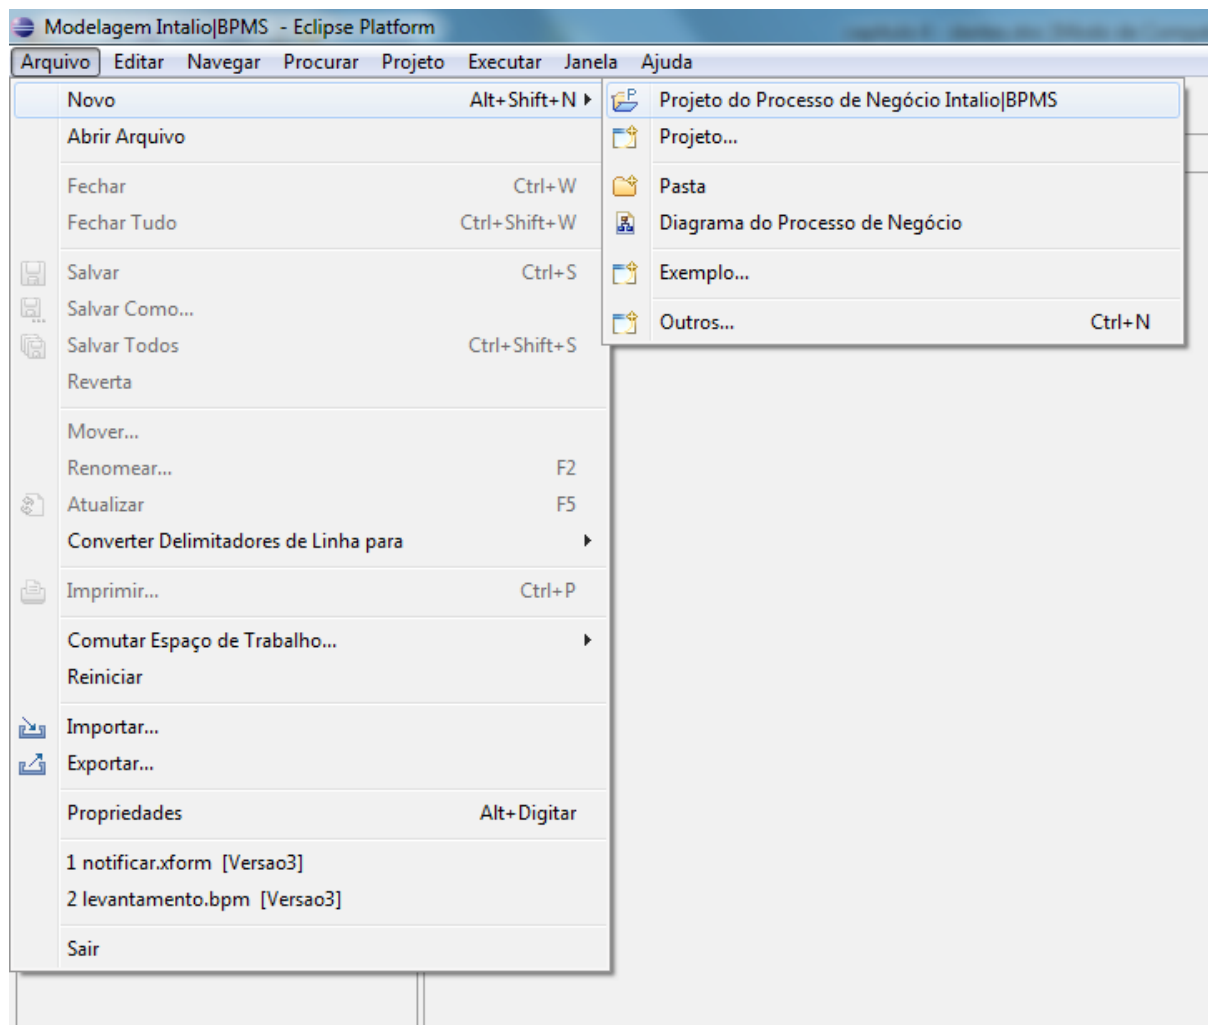 Modelagem Intalio|BPMS - Eclipse Platform
Arquivo Editar Navegar Procurar Projeto Executar Janela Ajuda
Novo Alt+Shift+N
Abrir Arquivo
Fechar Ctrl+W
Fechar Tudo Ctrl+Shift+W
Salvar Ctrl+S
Salvar Como...
Salvar Todos Ctrl+Shift+S
Reverta
Mover...
Renomear... F2
Atualizar F5
Converter Delimitadores de Linha para
Imprimir... Ctrl+P
Comutar Espaço de Trabalho...
Reiniciar
Importar...
Exportar...
Propriedades Alt+Digitar
1 notificar.xform [Versao3]
2 levantamento.bpm [Versao3]
Sair
Projeto do Processo de Negócio Intalio|BPMS
Projeto...
Pasta
Diagrama do Processo de Negócio
Exemplo...
Outros... Ctrl+N